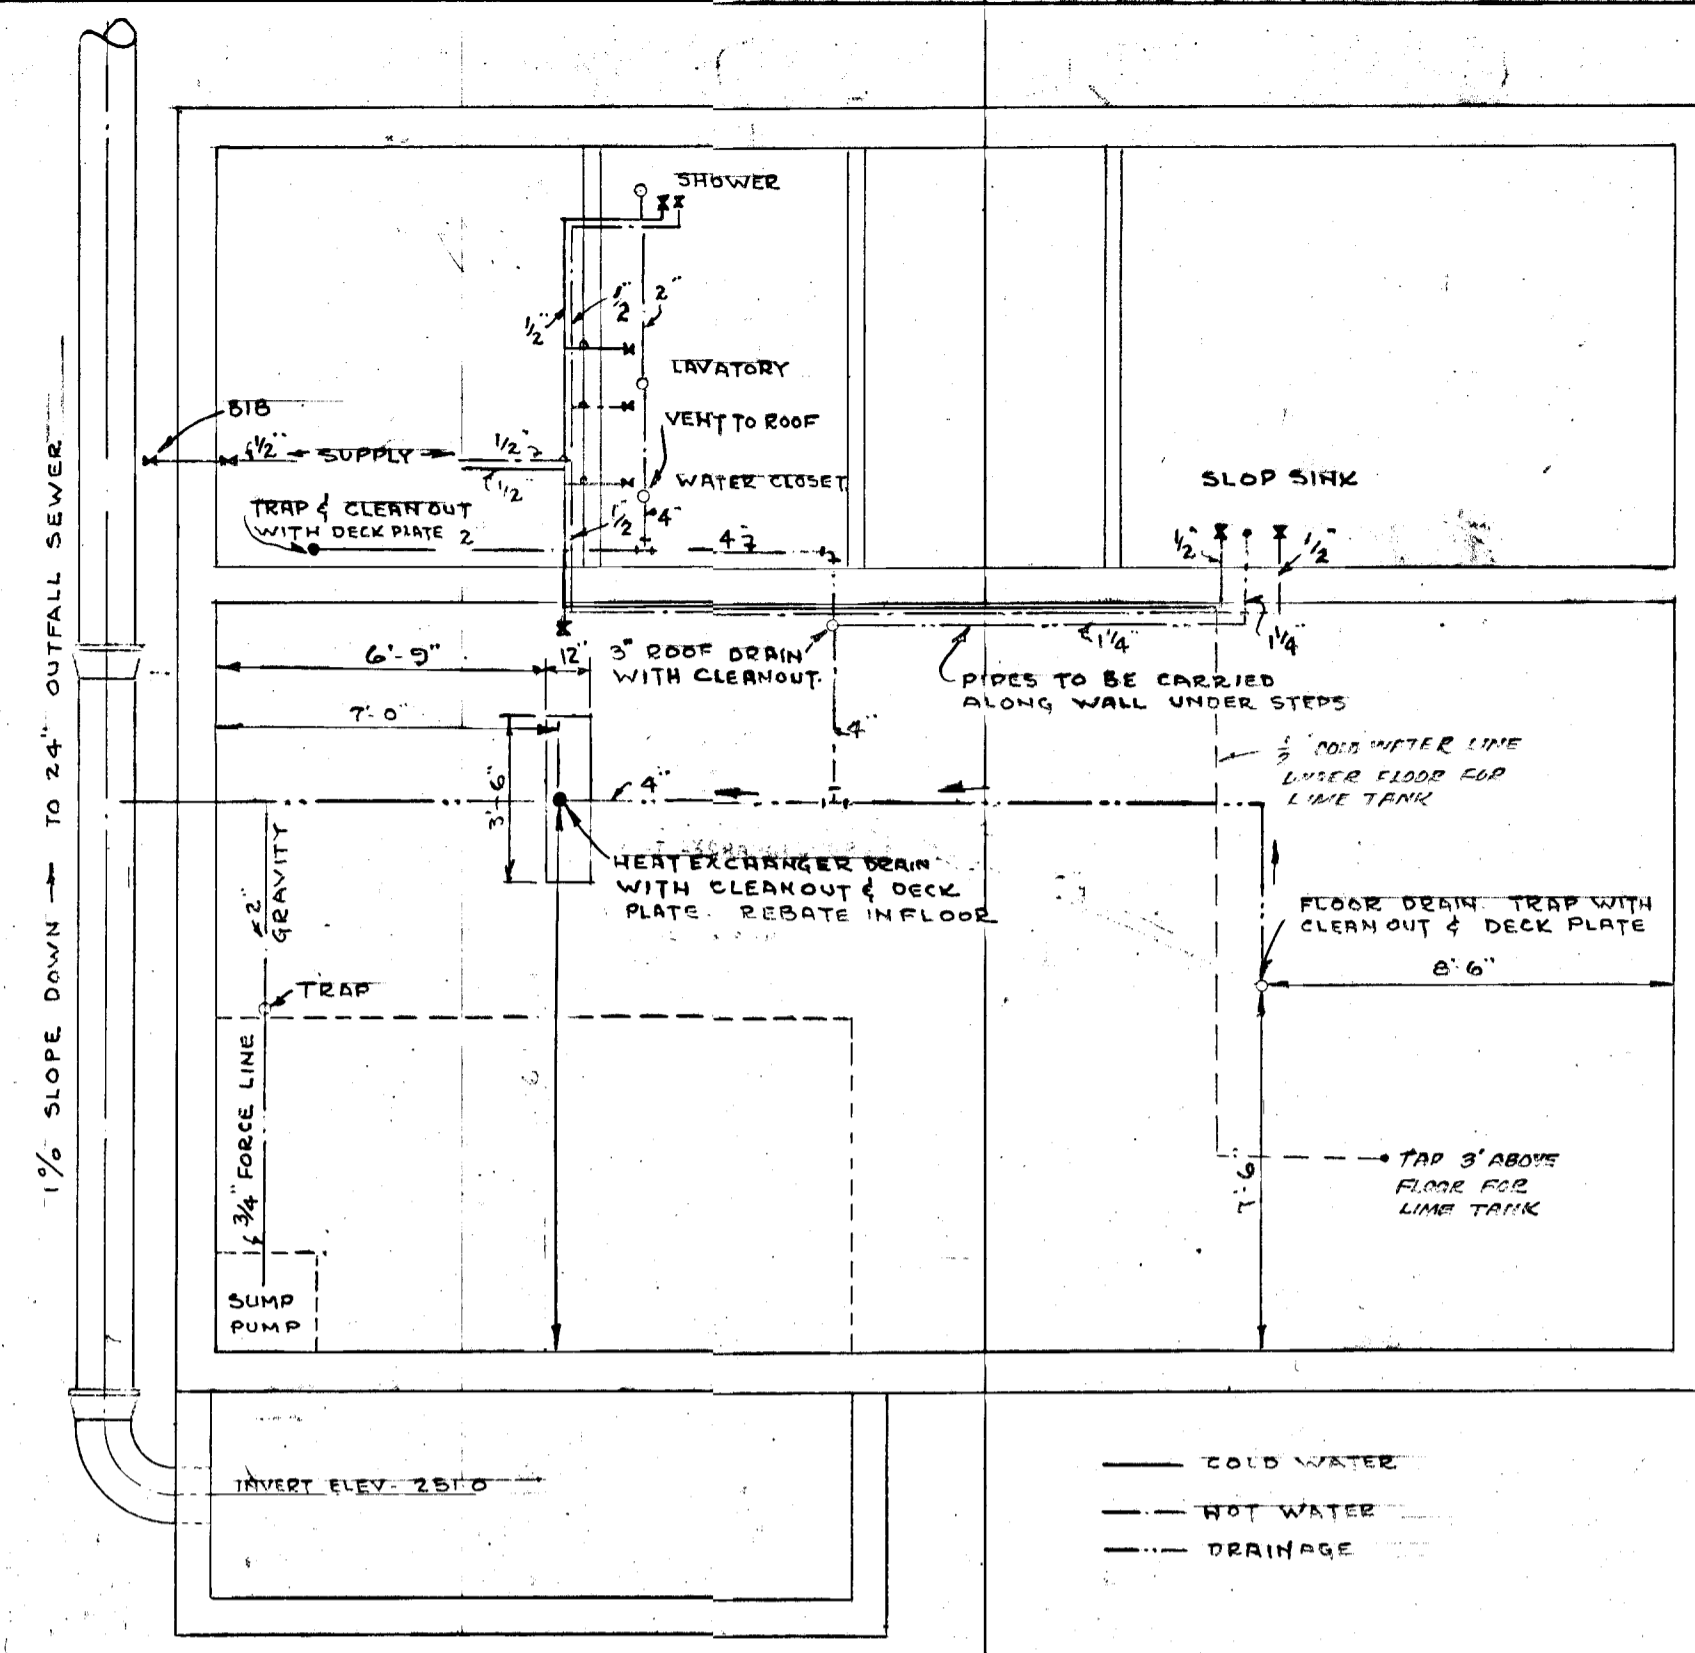 SHOWER
1/2"
1/2"
2"
LAVATORY
BIB
VENT TO ROOF
1/2"
SUPPLY
1/2"
1/2"
WATER CLOSET
SLOP SINK
TRAP & CLEANOUT
WITH DECK PLATE 2
1/2
4"
4"
1/2"
1/2"
6'-9"
12"
3" ROOF DRAIN
WITH CLEANOUT.
1 1/4"
1 1/4"
PIPES TO BE CARRIED
ALONG WALL UNDER STEPS
7'-0"
4"
1/2" COLD WATER LINE
UNDER FLOOR FOR
LIME TANK
3'-6"
4"
HEAT EXCHANGER DRAIN
WITH CLEANOUT & DECK
PLATE. REBATE IN FLOOR
2"
GRAVITY
FLOOR DRAIN. TRAP WITH
CLEANOUT & DECK PLATE
8'-6"
TRAP
3/4" FORCE LINE
7'-6"
TAP 3' ABOVE
FLOOR FOR
LIME TANK
SUMP
PUMP
1% SLOPE DOWN → TO 24" OUTFALL SEWER
INVERT ELEV- 251.0
COLD WATER
HOT WATER
DRAINAGE